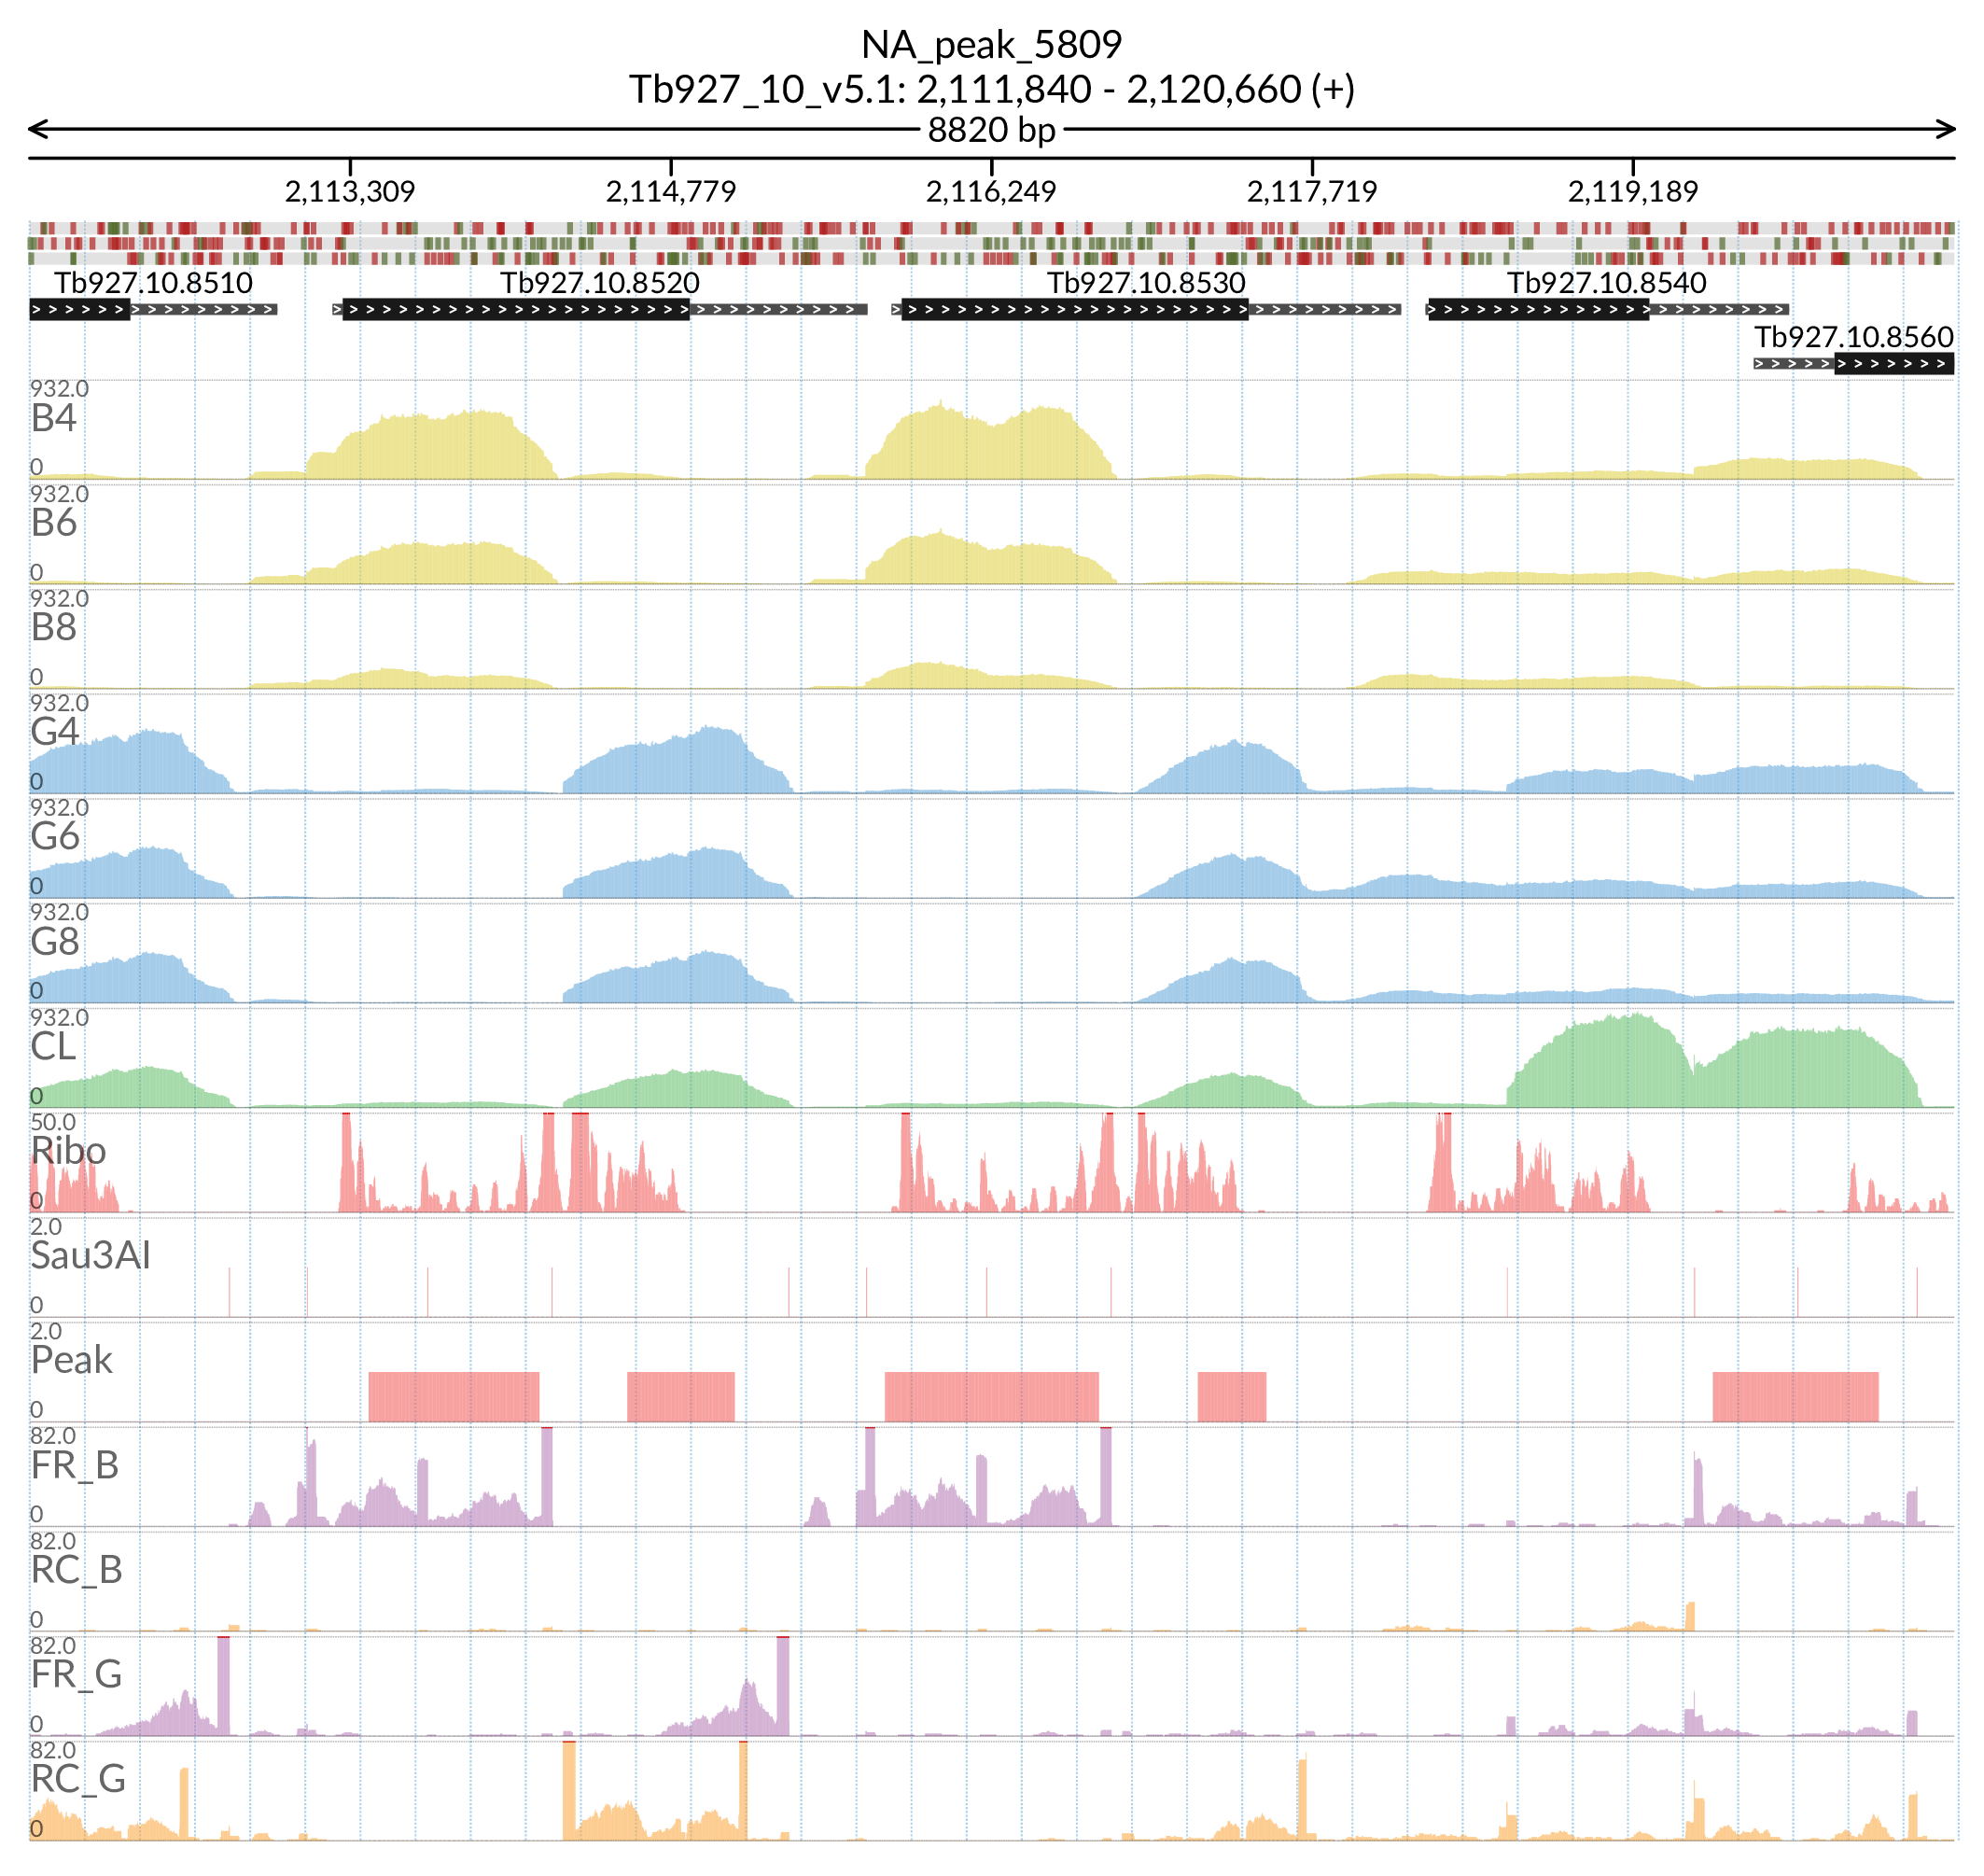 NA_peak_5809
Tb927_10_v5.1: 2,111,840 - 2,120,660 (+)
8820 bp
2,113,309 2,114,779 2,116,249 2,117,719 2,119,189
Tb927.10.8510 Tb927.10.8520 Tb927.10.8530 Tb927.10.8540
Tb927.10.8560
932.0
B4
0
932.0
B6
0
932.0
B8
0
932.0
G4
0
932.0
G6
0
932.0
G8
0
932.0
CL
0
50.0
Ribo
0
2.0
Sau3AI
0
2.0
Peak
0
82.0
FR_B
0
82.0
RC_B
0
82.0
FR_G
0
82.0
RC_G
0